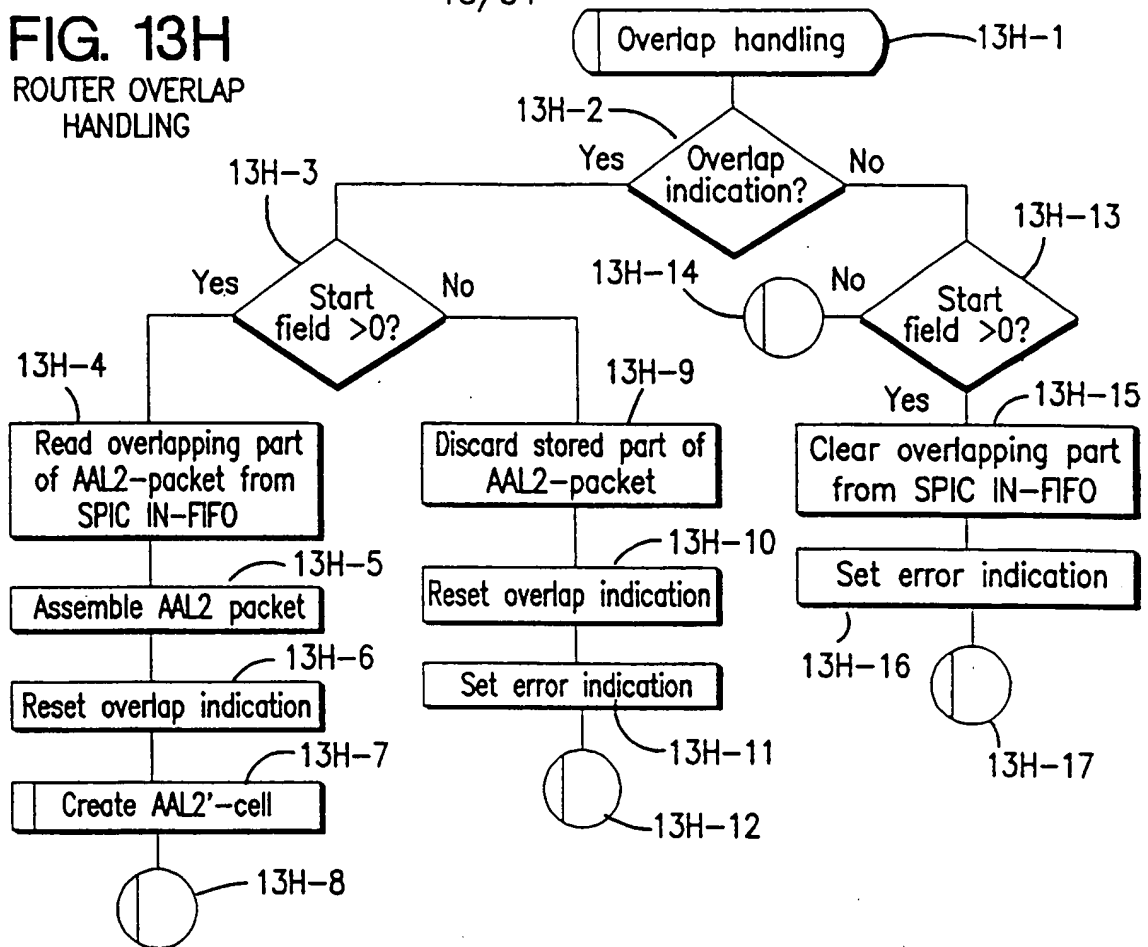 FIG. 13H
ROUTER OVERLAP
HANDLING
Overlap handling
13H-1
13H-2
Yes
Overlap
indication?
No
13H-3
Yes
Start
field >0?
No
13H-13
13H-14
No
Start
field >0?
Yes
13H-4
Read overlapping part
of AAL2-packet from
SPIC IN-FIFO
13H-5
Assemble AAL2 packet
13H-6
Reset overlap indication
13H-7
Create AAL2'-cell
13H-8
13H-9
Discard stored part of
AAL2-packet
13H-10
Reset overlap indication
Set error indication
13H-11
13H-12
13H-15
Clear overlapping part
from SPIC IN-FIFO
Set error indication
13H-16
13H-17